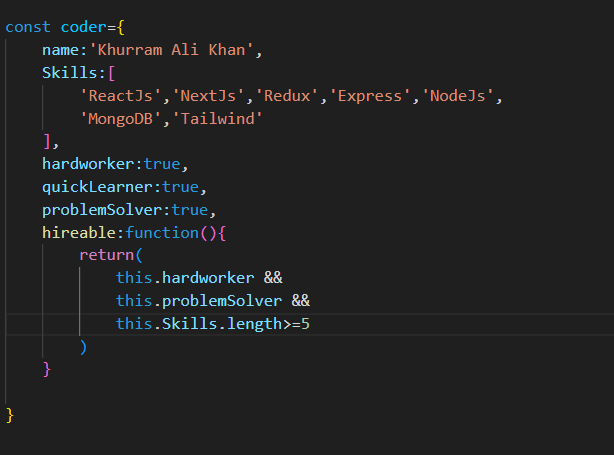 const coder={
    name:'Khurram Ali Khan',
    Skills:[
        'ReactJs','NextJs','Redux','Express','NodeJs',
        'MongoDB','Tailwind'
    ],
    hardworker:true,
    quickLearner:true,
    problemSolver:true,
    hireable:function(){
        return(
            this.hardworker &&
            this.problemSolver &&
            this.Skills.length>=5
        )
    }
}